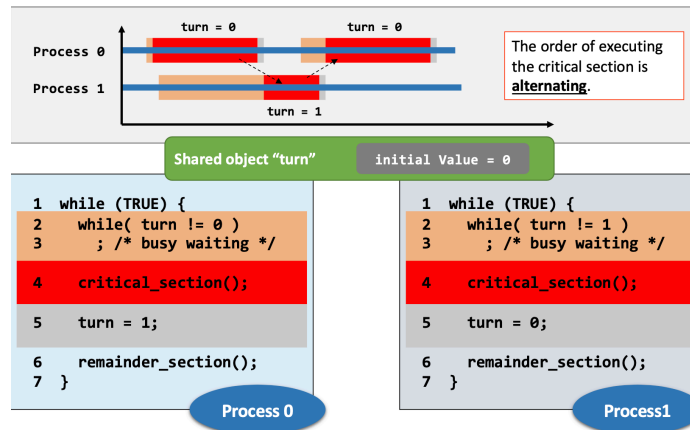 turn = 0 turn = 0
Process 0
Process 1
turn = 1
The order of executing
the critical section is
alternating.
Shared object “turn” initial Value = 0
1 while (TRUE) {
2 while( turn != 0 )
3 ; /* busy waiting */
4 critical_section();
5 turn = 1;
6 remainder_section();
7 }
Process 0
1 while (TRUE) {
2 while( turn != 1 )
3 ; /* busy waiting */
4 critical_section();
5 turn = 0;
6 remainder_section();
7 }
Process1